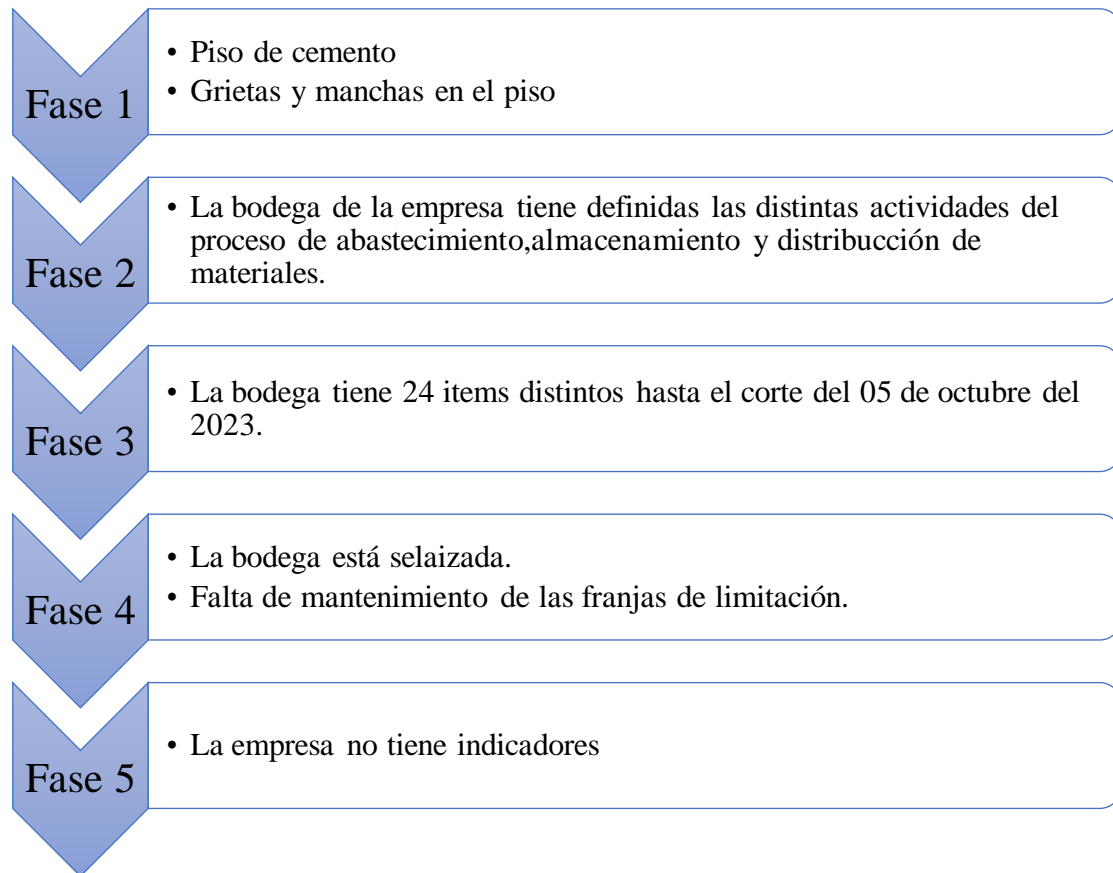 Fase 1
• Piso de cemento
• Grietas y manchas en el piso
Fase 2
• La bodega de la empresa tiene definidas las distintas actividades del
proceso de abastecimiento,almacenamiento y distribucción de
materiales.
Fase 3
• La bodega tiene 24 items distintos hasta el corte del 05 de octubre del
2023.
Fase 4
• La bodega está selaizada.
• Falta de mantenimiento de las franjas de limitación.
Fase 5
• La empresa no tiene indicadores